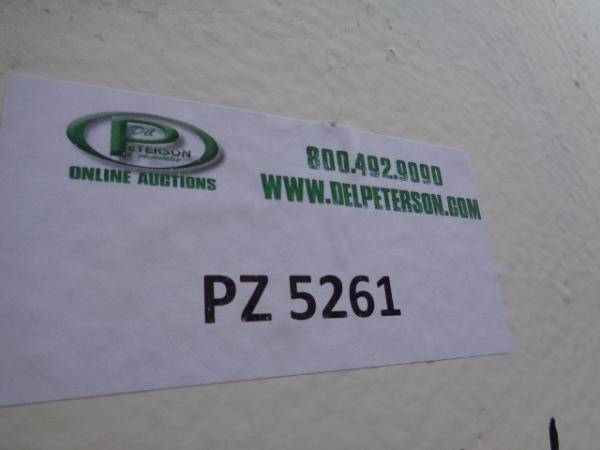 Del
PETERSON
ONLINE AUCTIONS
800.492.9090
WWW.DELPETERSON.COM
PZ 5261